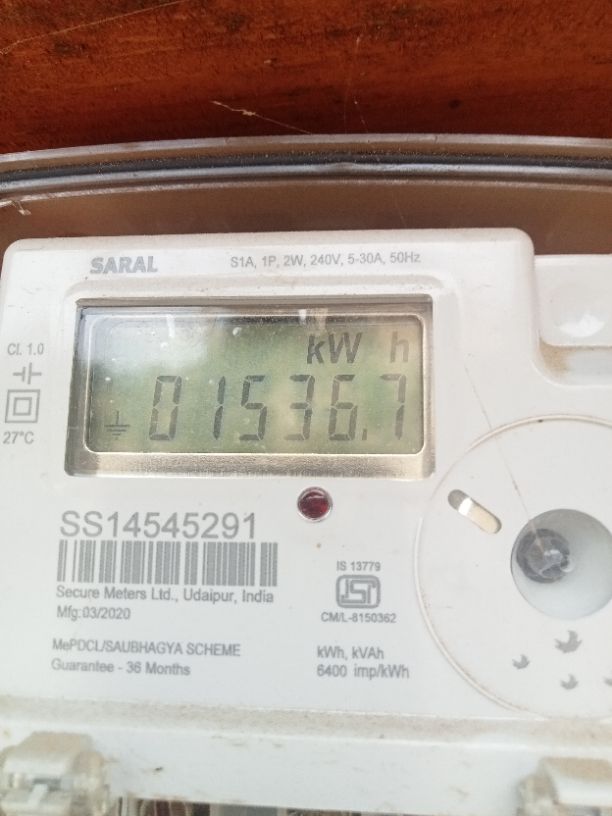 SARAL S1A, 1P, 2W, 240V, 5-30A, 50Hz
Cl. 1.0
kW h
01536.7
27°C
SS14545291
Secure Meters Ltd., Udaipur, India
Mfg:03/2020
IS 13779
ISI
CM/L-8150362
MePDCL/SAUBHAGYA SCHEME
Guarantee - 36 Months
kWh, kVAh
6400 imp/kWh